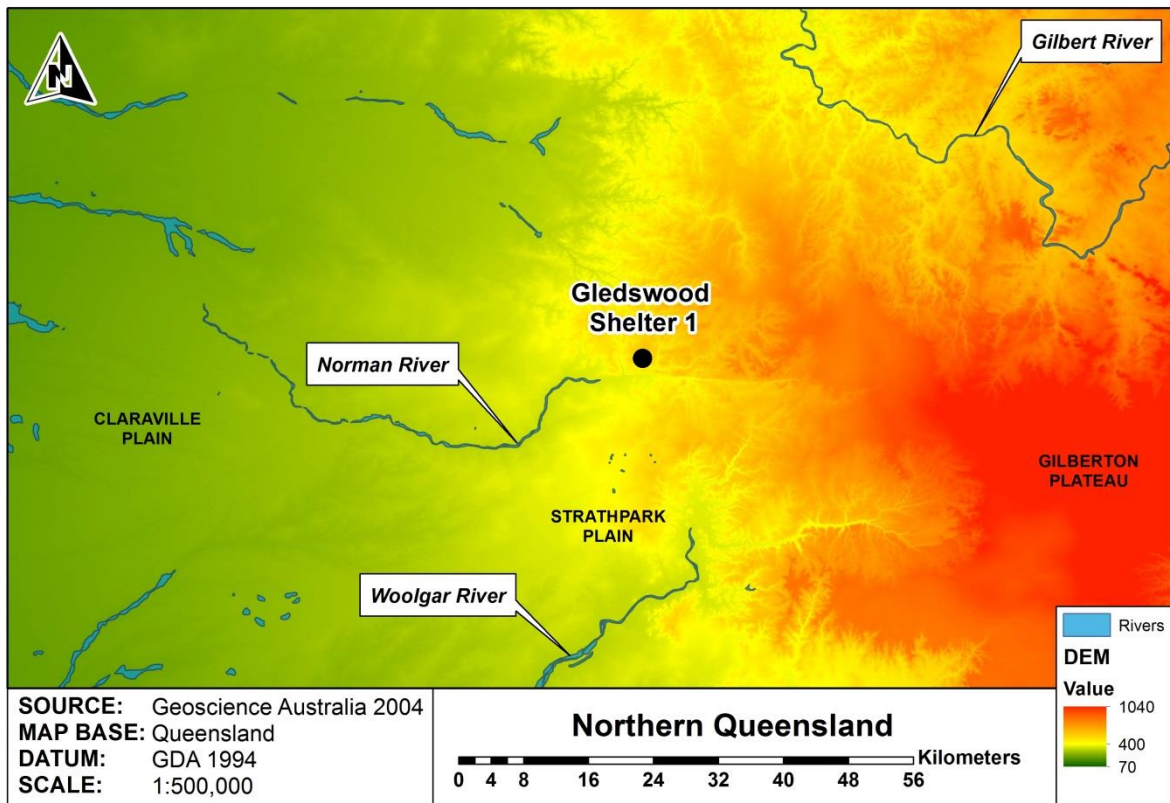 N
Gilbert River
Gledswood
Shelter 1
Norman River
CLARAVILLE
PLAIN
GILBERTON
PLATEAU
STRATHPARK
PLAIN
Woolgar River
Rivers
DEM
Value
1040
400
70
SOURCE: Geoscience Australia 2004
MAP BASE: Queensland
DATUM: GDA 1994
SCALE: 1:500,000
Northern Queensland
Kilometers
0 2 4 8 16 24 32 40 48 56